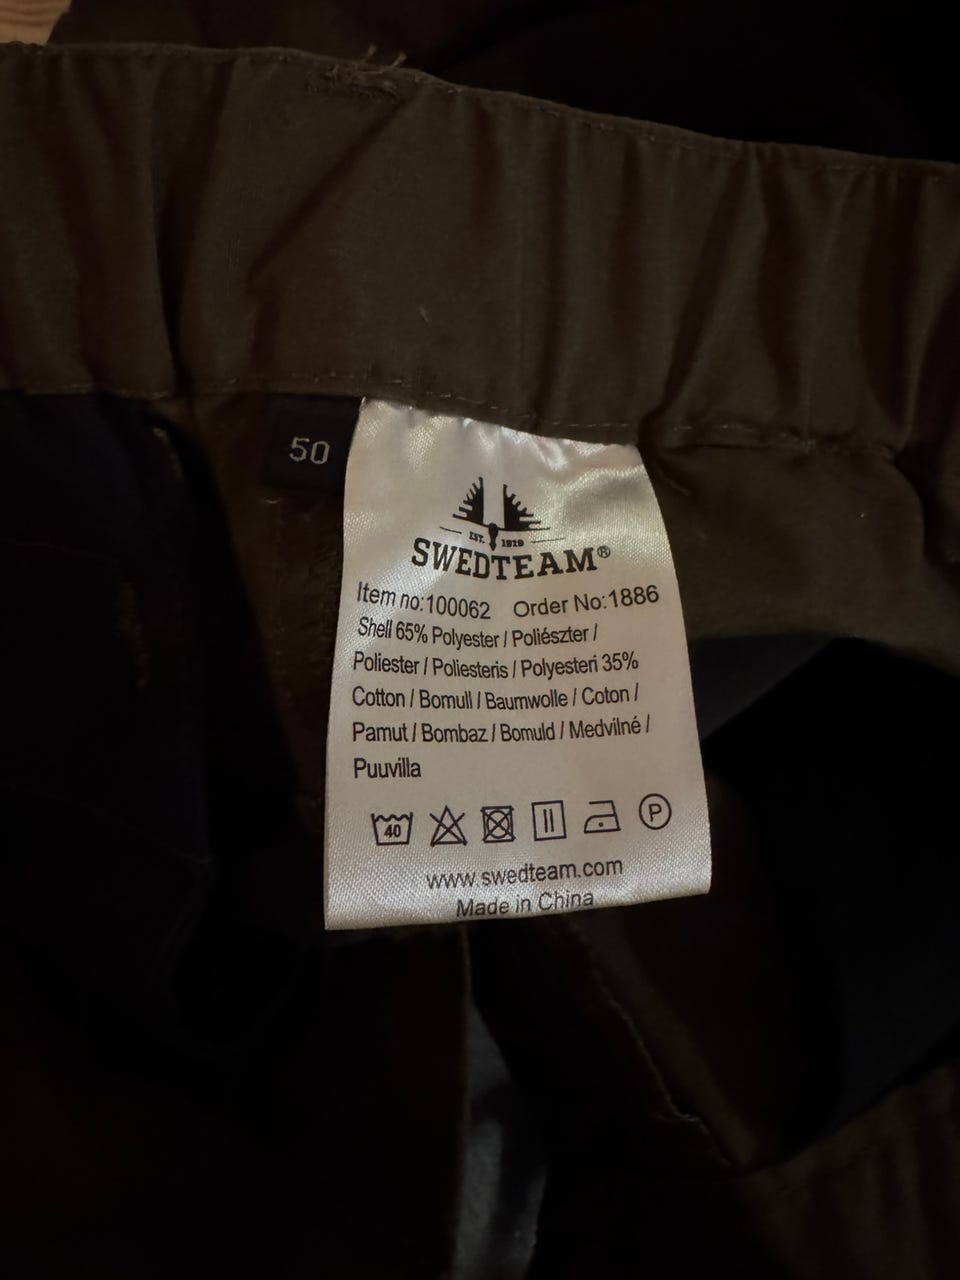 50
EST. 1919
SWEDTEAM®
Item no:100062 Order No:1886
Shell 65% Polyester / Poliészter /
Poliester / Poliesteris / Polyesteri 35%
Cotton / Bomull / Baumwolle / Coton /
Pamut / Bombaz / Bomuld / Medvilné /
Puuvilla
40 P
www.swedteam.com
Made in China